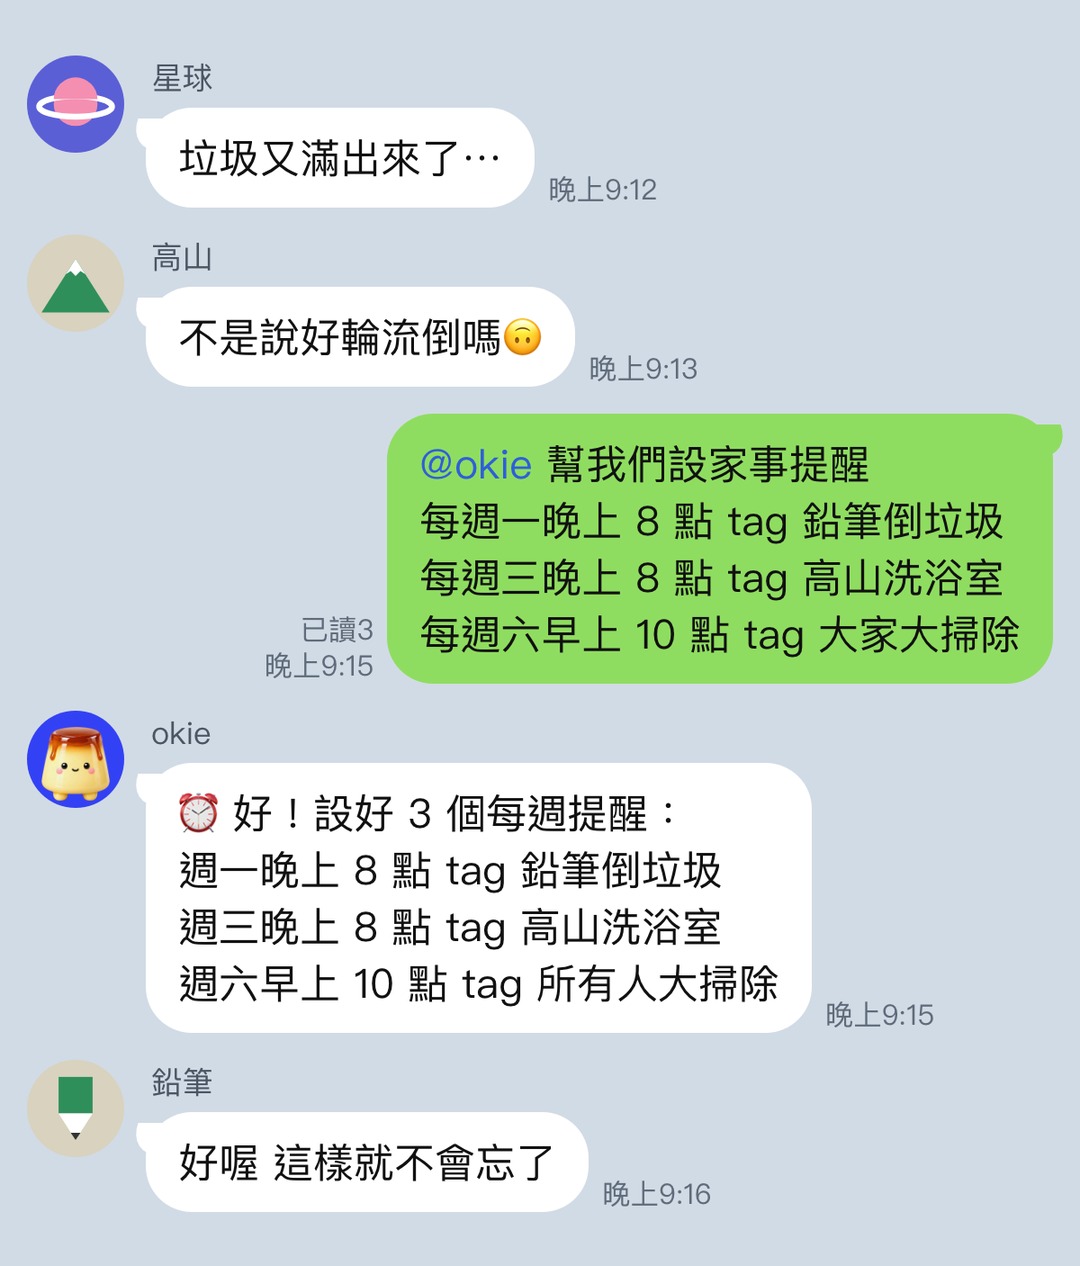 星球
垃圾又滿出來了⋯
晚上9:12
高山
不是說好輪流倒嗎🙃
晚上9:13
@okie 幫我們設家事提醒
每週一晚上 8 點 tag 鉛筆倒垃圾
每週三晚上 8 點 tag 高山洗浴室
每週六早上 10 點 tag 大家大掃除
已讀3
晚上9:15
okie
⏰ 好！設好 3 個每週提醒：
週一晚上 8 點 tag 鉛筆倒垃圾
週三晚上 8 點 tag 高山洗浴室
週六早上 10 點 tag 所有人大掃除
晚上9:15
鉛筆
好喔 這樣就不會忘了
晚上9:16